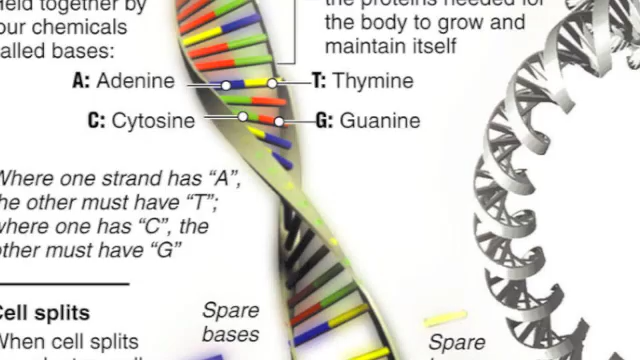 held together by
four chemicals
called bases:
the proteins needed for
the body to grow and
maintain itself
A: Adenine
T: Thymine
C: Cytosine
G: Guanine
Where one strand has “A”,
the other must have “T”;
where one has “C”, the
other must have “G”
Cell splits
When cell splits
Spare
bases
Spare